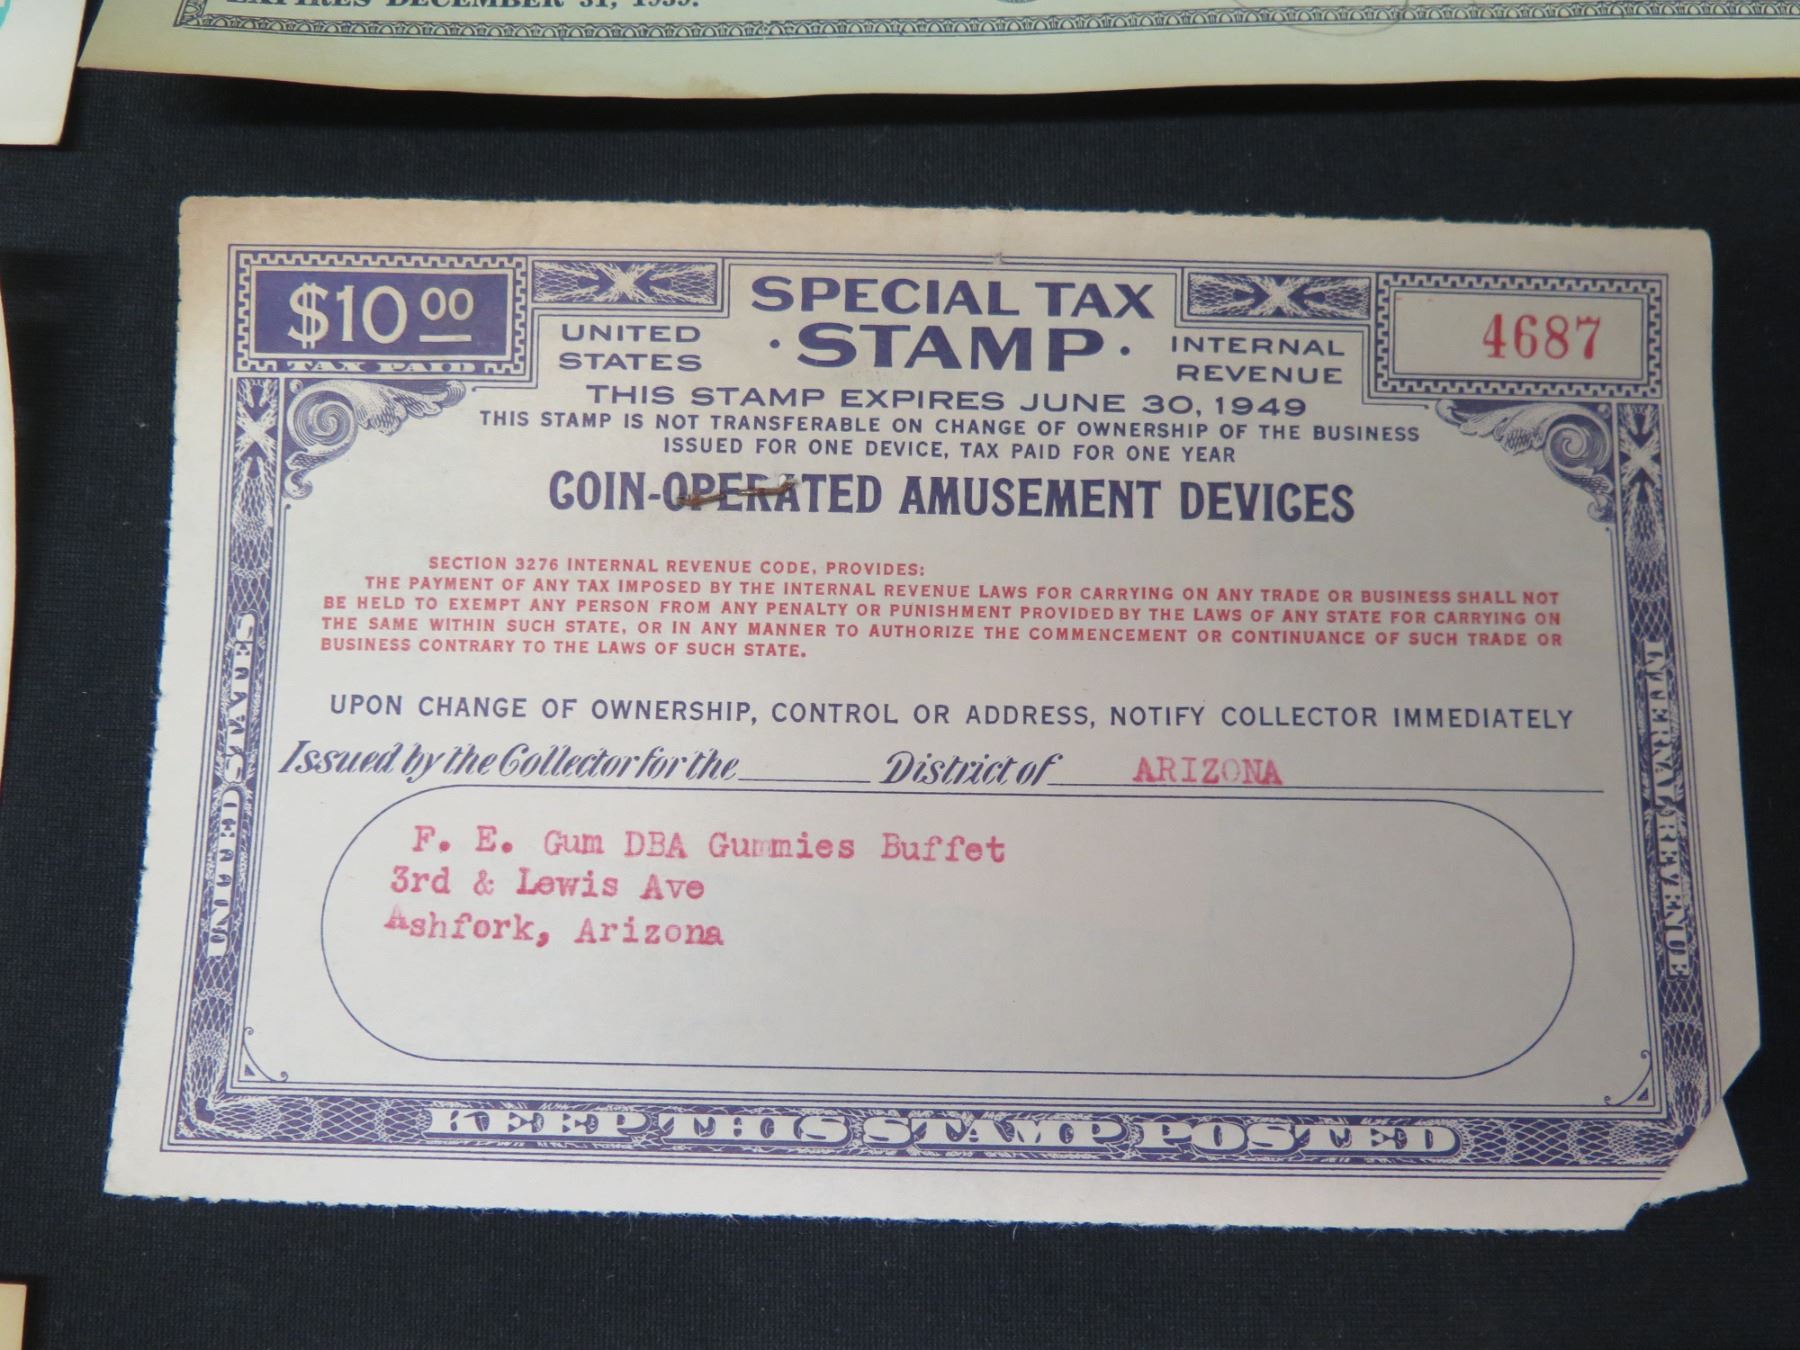 EXPIRES DECEMBER 31, 1939.
$10 00
TAX PAID
UNITED STATES
SPECIAL TAX
· STAMP ·
INTERNAL REVENUE
4687
THIS STAMP EXPIRES JUNE 30, 1949
THIS STAMP IS NOT TRANSFERABLE ON CHANGE OF OWNERSHIP OF THE BUSINESS
ISSUED FOR ONE DEVICE, TAX PAID FOR ONE YEAR
COIN-OPERATED AMUSEMENT DEVICES
SECTION 3276 INTERNAL REVENUE CODE, PROVIDES:
THE PAYMENT OF ANY TAX IMPOSED BY THE INTERNAL REVENUE LAWS FOR CARRYING ON ANY TRADE OR BUSINESS SHALL NOT
BE HELD TO EXEMPT ANY PERSON FROM ANY PENALTY OR PUNISHMENT PROVIDED BY THE LAWS OF ANY STATE FOR CARRYING ON
THE SAME WITHIN SUCH STATE, OR IN ANY MANNER TO AUTHORIZE THE COMMENCEMENT OR CONTINUANCE OF SUCH TRADE OR
BUSINESS CONTRARY TO THE LAWS OF SUCH STATE.
UPON CHANGE OF OWNERSHIP, CONTROL OR ADDRESS, NOTIFY COLLECTOR IMMEDIATELY
Issued by the Collector for the District of ARIZONA
F. E. Gum DBA Gummies Buffet
3rd & Lewis Ave
Ashfork, Arizona
UNITED STATES
INTERNAL REVENUE
KEEP THIS STAMP POSTED